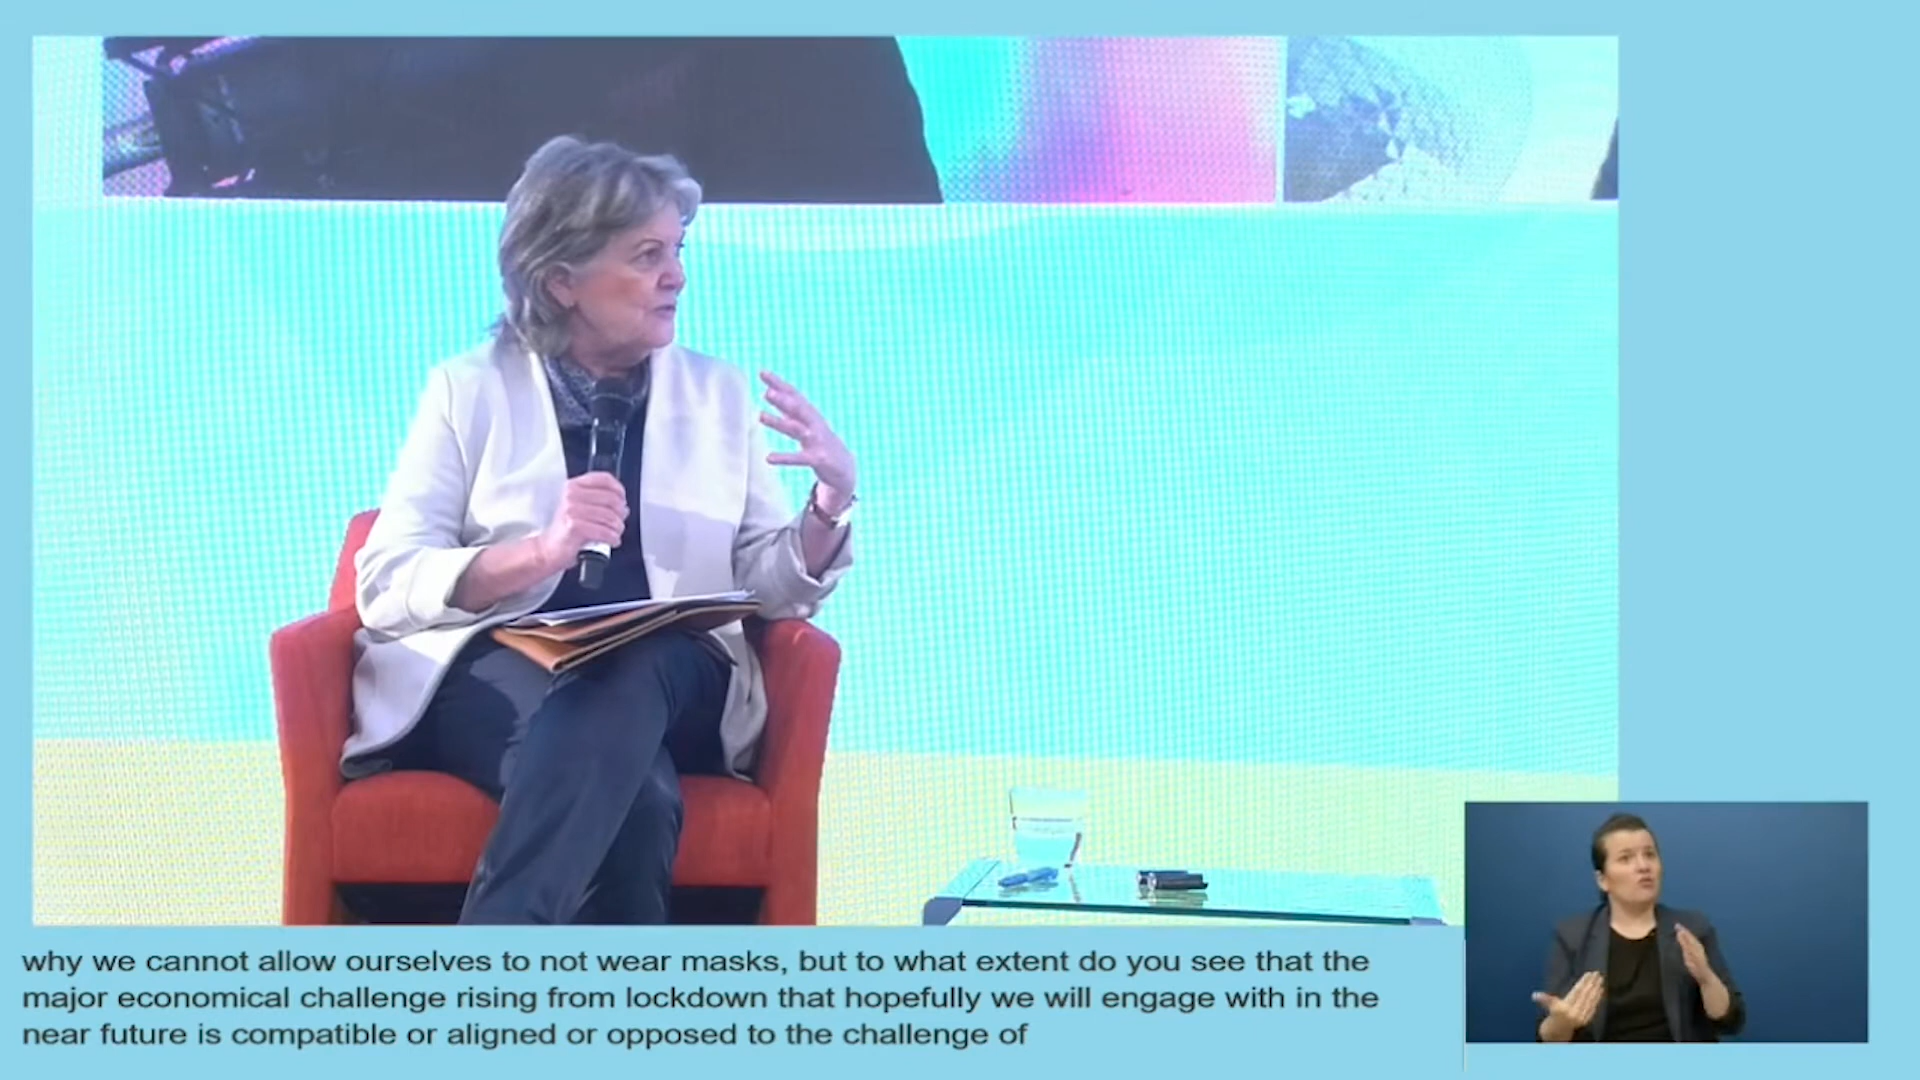 why we cannot allow ourselves to not wear masks, but to what extent do you see that the
major economical challenge rising from lockdown that hopefully we will engage with in the
near future is compatible or aligned or opposed to the challenge of